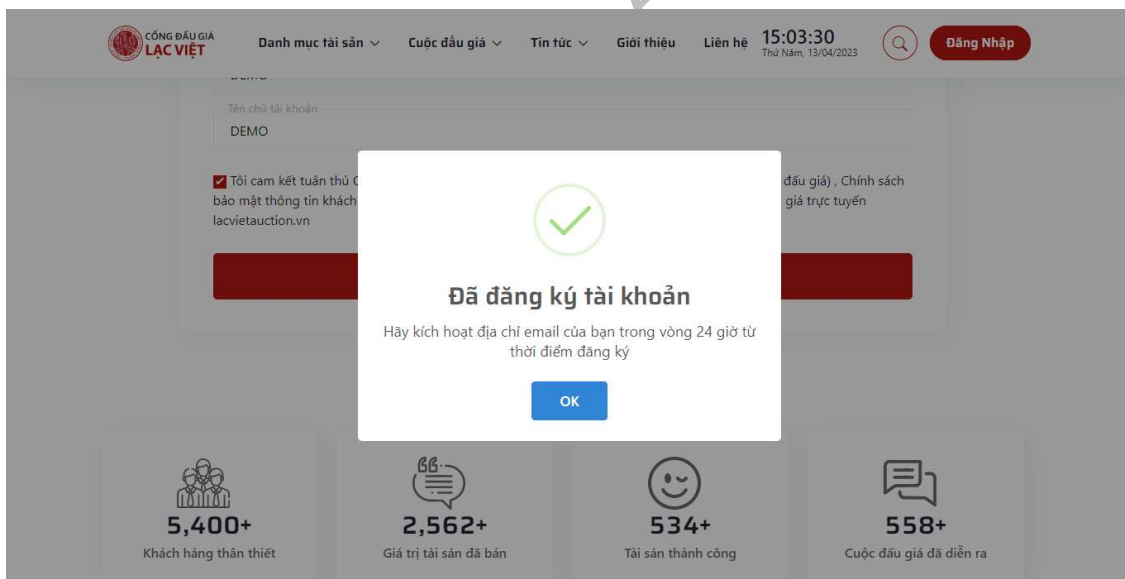 CỔNG ĐẤU GIÁ
LẠC VIỆT
Danh mục tài sản
Cuộc đấu giá
Tin tức
Giới thiệu
Liên hệ
15:03:30
Thứ Năm, 13/04/2023
Đăng Nhập
Tên chủ tài khoản
DEMO
Tôi cam kết tuân thủ
đấu giá) , Chính sách
bảo mật thông tin khách
giá trực tuyến
lacvietauction.vn
Đã đăng ký tài khoản
Hãy kích hoạt địa chỉ email của bạn trong vòng 24 giờ từ
thời điểm đăng ký
OK
5,400+
Khách hàng thân thiết
2,562+
Giá trị tài sản đã bán
534+
Tài sản thành công
558+
Cuộc đấu giá đã diễn ra